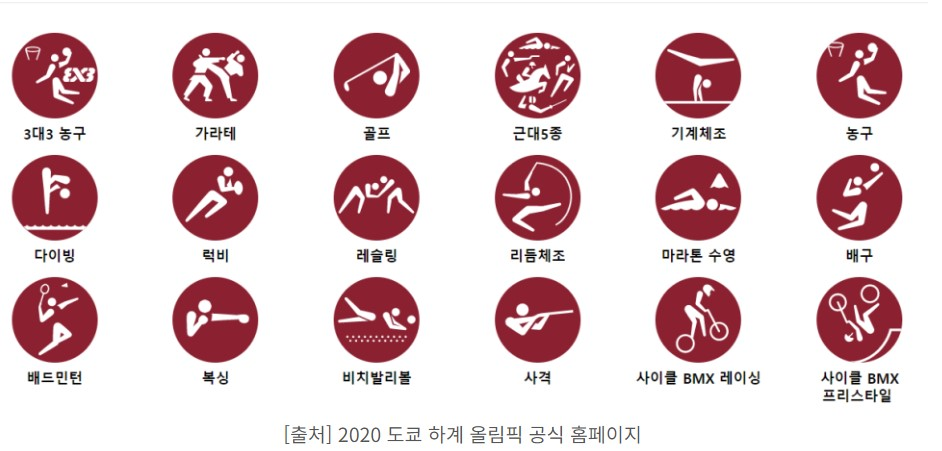 3X3
3대3 농구
가라테
골프
근대5종
기계체조
농구
다이빙
럭비
레슬링
리듬체조
마라톤 수영
배구
배드민턴
복싱
비치발리볼
사격
사이클 BMX 레이싱
사이클 BMX
프리스타일
[출처] 2020 도쿄 하계 올림픽 공식 홈페이지